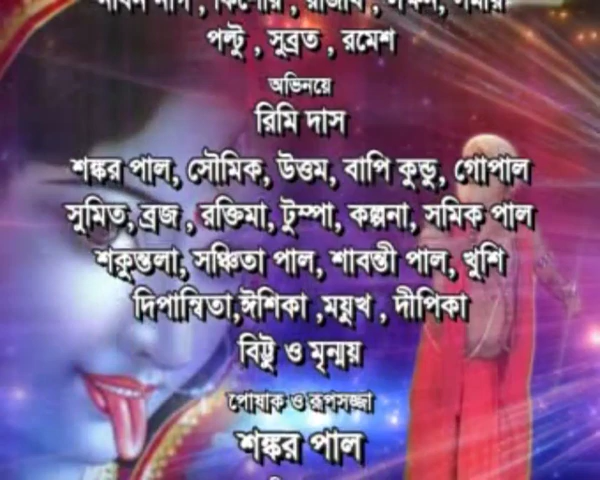 পল্টু , সুব্রত , রমেশ
অভিনয়ে
রিমি দাস
শঙ্কর পাল, সৌমিক, উত্তম, বাপি কুন্ডু, গোপাল
সুমিত, ব্রজ , রক্তিমা, টুম্পা, কল্পনা, সমিক পাল
শকুন্তলা, সঞ্চিতা পাল, শাবন্তী পাল, খুশি
দিপান্বিতা,ঈশিকা ,ময়ুখ , দীপিকা
বিট্টু ও মৃন্ময়
পোষাক ও রূপসজ্জা
শঙ্কর পাল